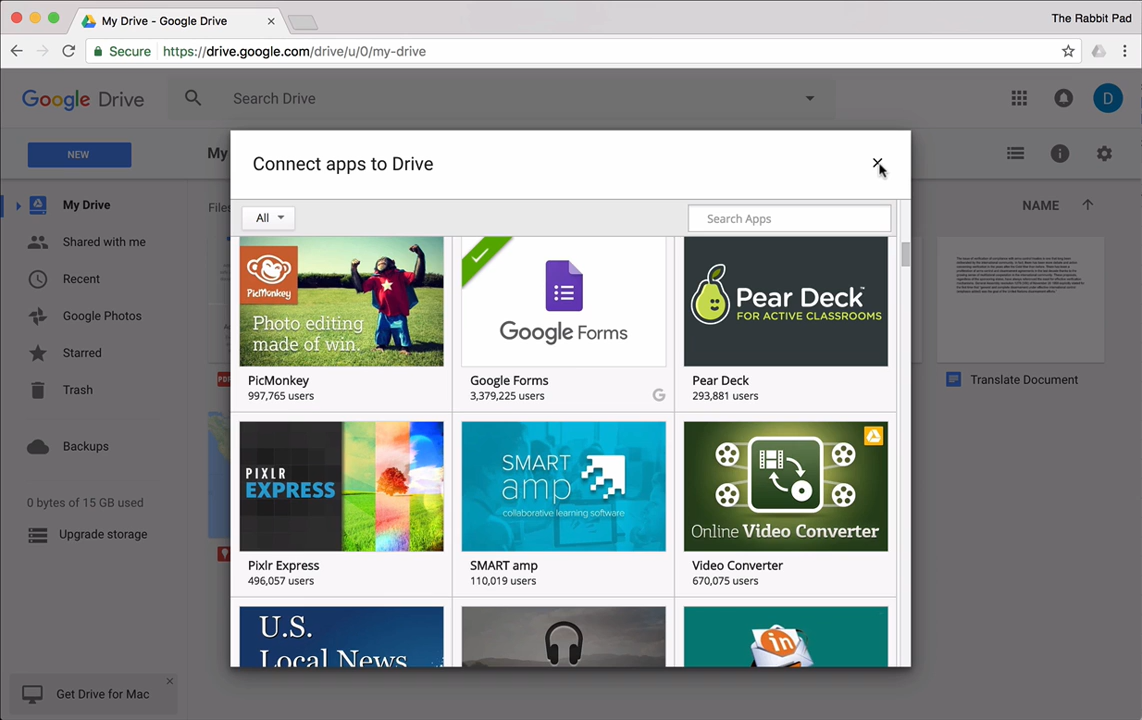 My Drive - Google Drive
The Rabbit Pad
Secure
https://drive.google.com/drive/u/0/my-drive
Google Drive
Search Drive
D
NEW
My
Connect apps to Drive
All
Search Apps
My Drive
Shared with me
Recent
Google Photos
Starred
Trash
Backups
0 bytes of 15 GB used
Upgrade storage
Get Drive for Mac
Files
NAME
PicMonkey
Photo editing
made of win.
PicMonkey
997,765 users
Google Forms
Google Forms
3,379,225 users
G
Pear Deck™
FOR ACTIVE CLASSROOMS
Pear Deck
293,881 users
PIXLR
EXPRESS
Pixlr Express
496,057 users
SMART
amp
collaborative learning software
SMART amp
110,019 users
Online Video Converter
Video Converter
670,075 users
U.S.
Local News
in
Translate Document